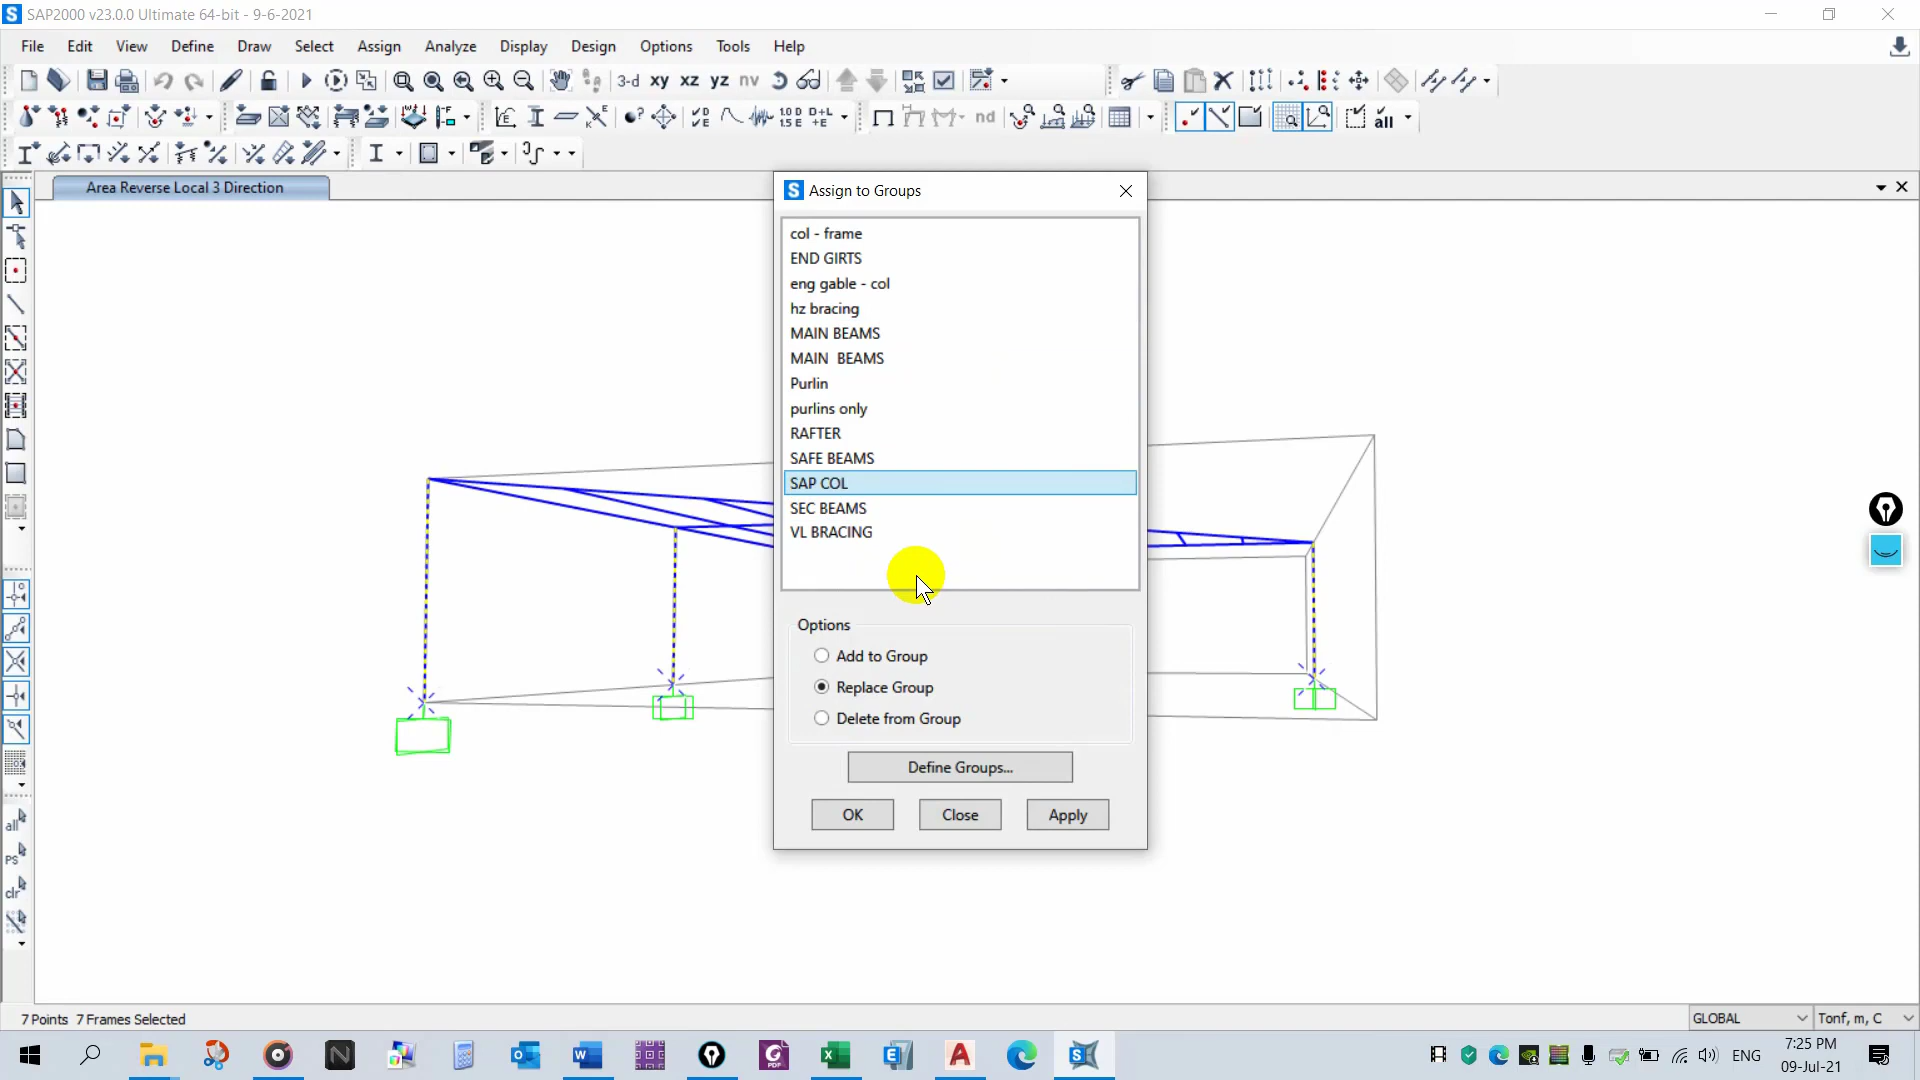 SAP2000 v23.0.0 Ultimate 64-bit - 9-6-2021
File Edit View Define Draw Select Assign Analyze Display Design Options Tools Help
3-d xy xz yz nv
nd all
Area Reverse Local 3 Direction
Assign to Groups
col - frame
END GIRTS
eng gable - col
hz bracing
MAIN BEAMS
MAIN  BEAMS
Purlin
purlins only
RAFTER
SAFE BEAMS
SAP COL
SEC BEAMS
VL BRACING
Options
Add to Group
Replace Group
Delete from Group
Define Groups...
OK Close Apply
all
ps
clr
7 Points  7 Frames Selected
GLOBAL
Tonf, m, C
ENG
7:25 PM
09-Jul-21